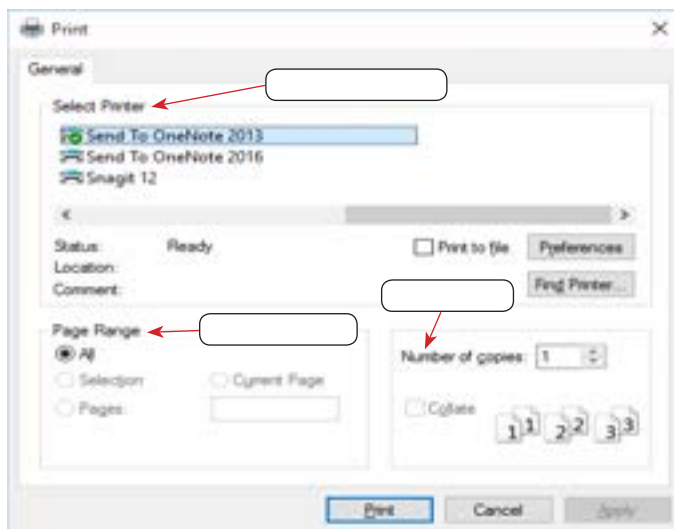 Print
General
Select Printer
Send To OneNote 2013
Send To OneNote 2016
Snagit 12
Status: Ready
Print to file
Preferences
Location:
Comment:
Find Printer...
Page Range
All
Selection
Current Page
Pages:
Number of copies: 1
Collate
1 1 2 2 3 3
Print
Cancel
Apply